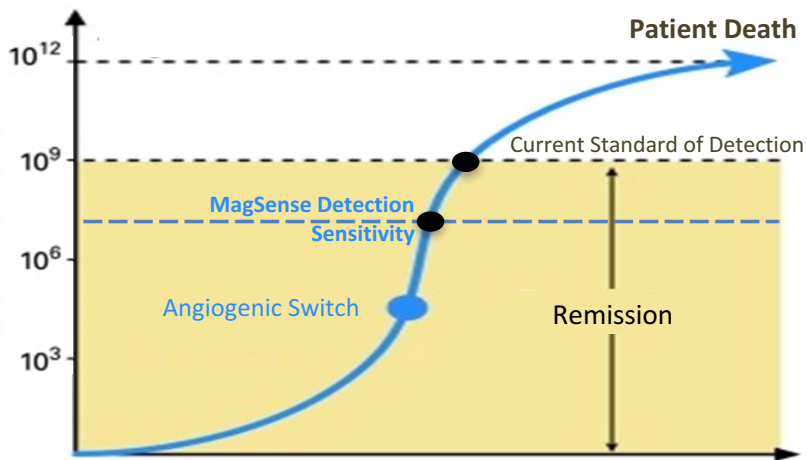 Patient Death
10¹²
Current Standard of Detection
10⁹
MagSense Detection
Sensitivity
10⁶
Angiogenic Switch
Remission
10³